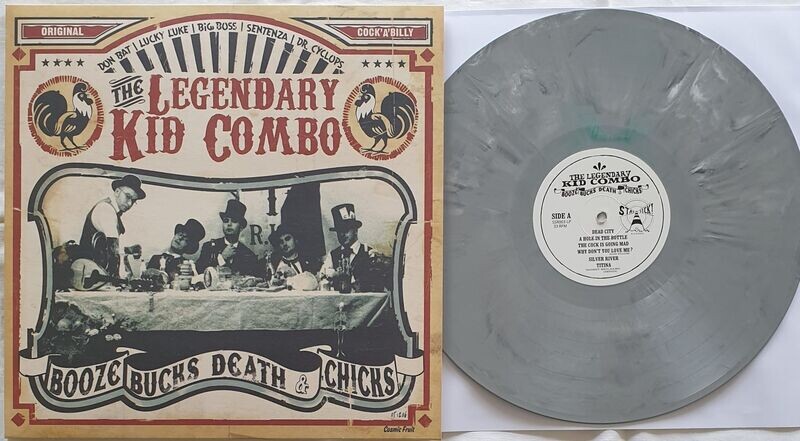 ORIGINAL
COCK'A'BILLY
DON BAT | LUCKY LUKE | BIG BOSS | SENTENZA | DR. CYCLOPS
THE LEGENDARY
KID COMBO
BOOZE BUCKS DEATH & CHICKS
Cosmic Fruit
THE LEGENDARY
KID COMBO
BOOZE BUCKS DEATH & CHICKS
SIDE A
33 RPM
DEAD CITY
A HOLE IN THE BOTTLE
THE COCK IS GOING MAD
WHY DON'T YOU LOVE ME?
SILVER RIVER
TITINA